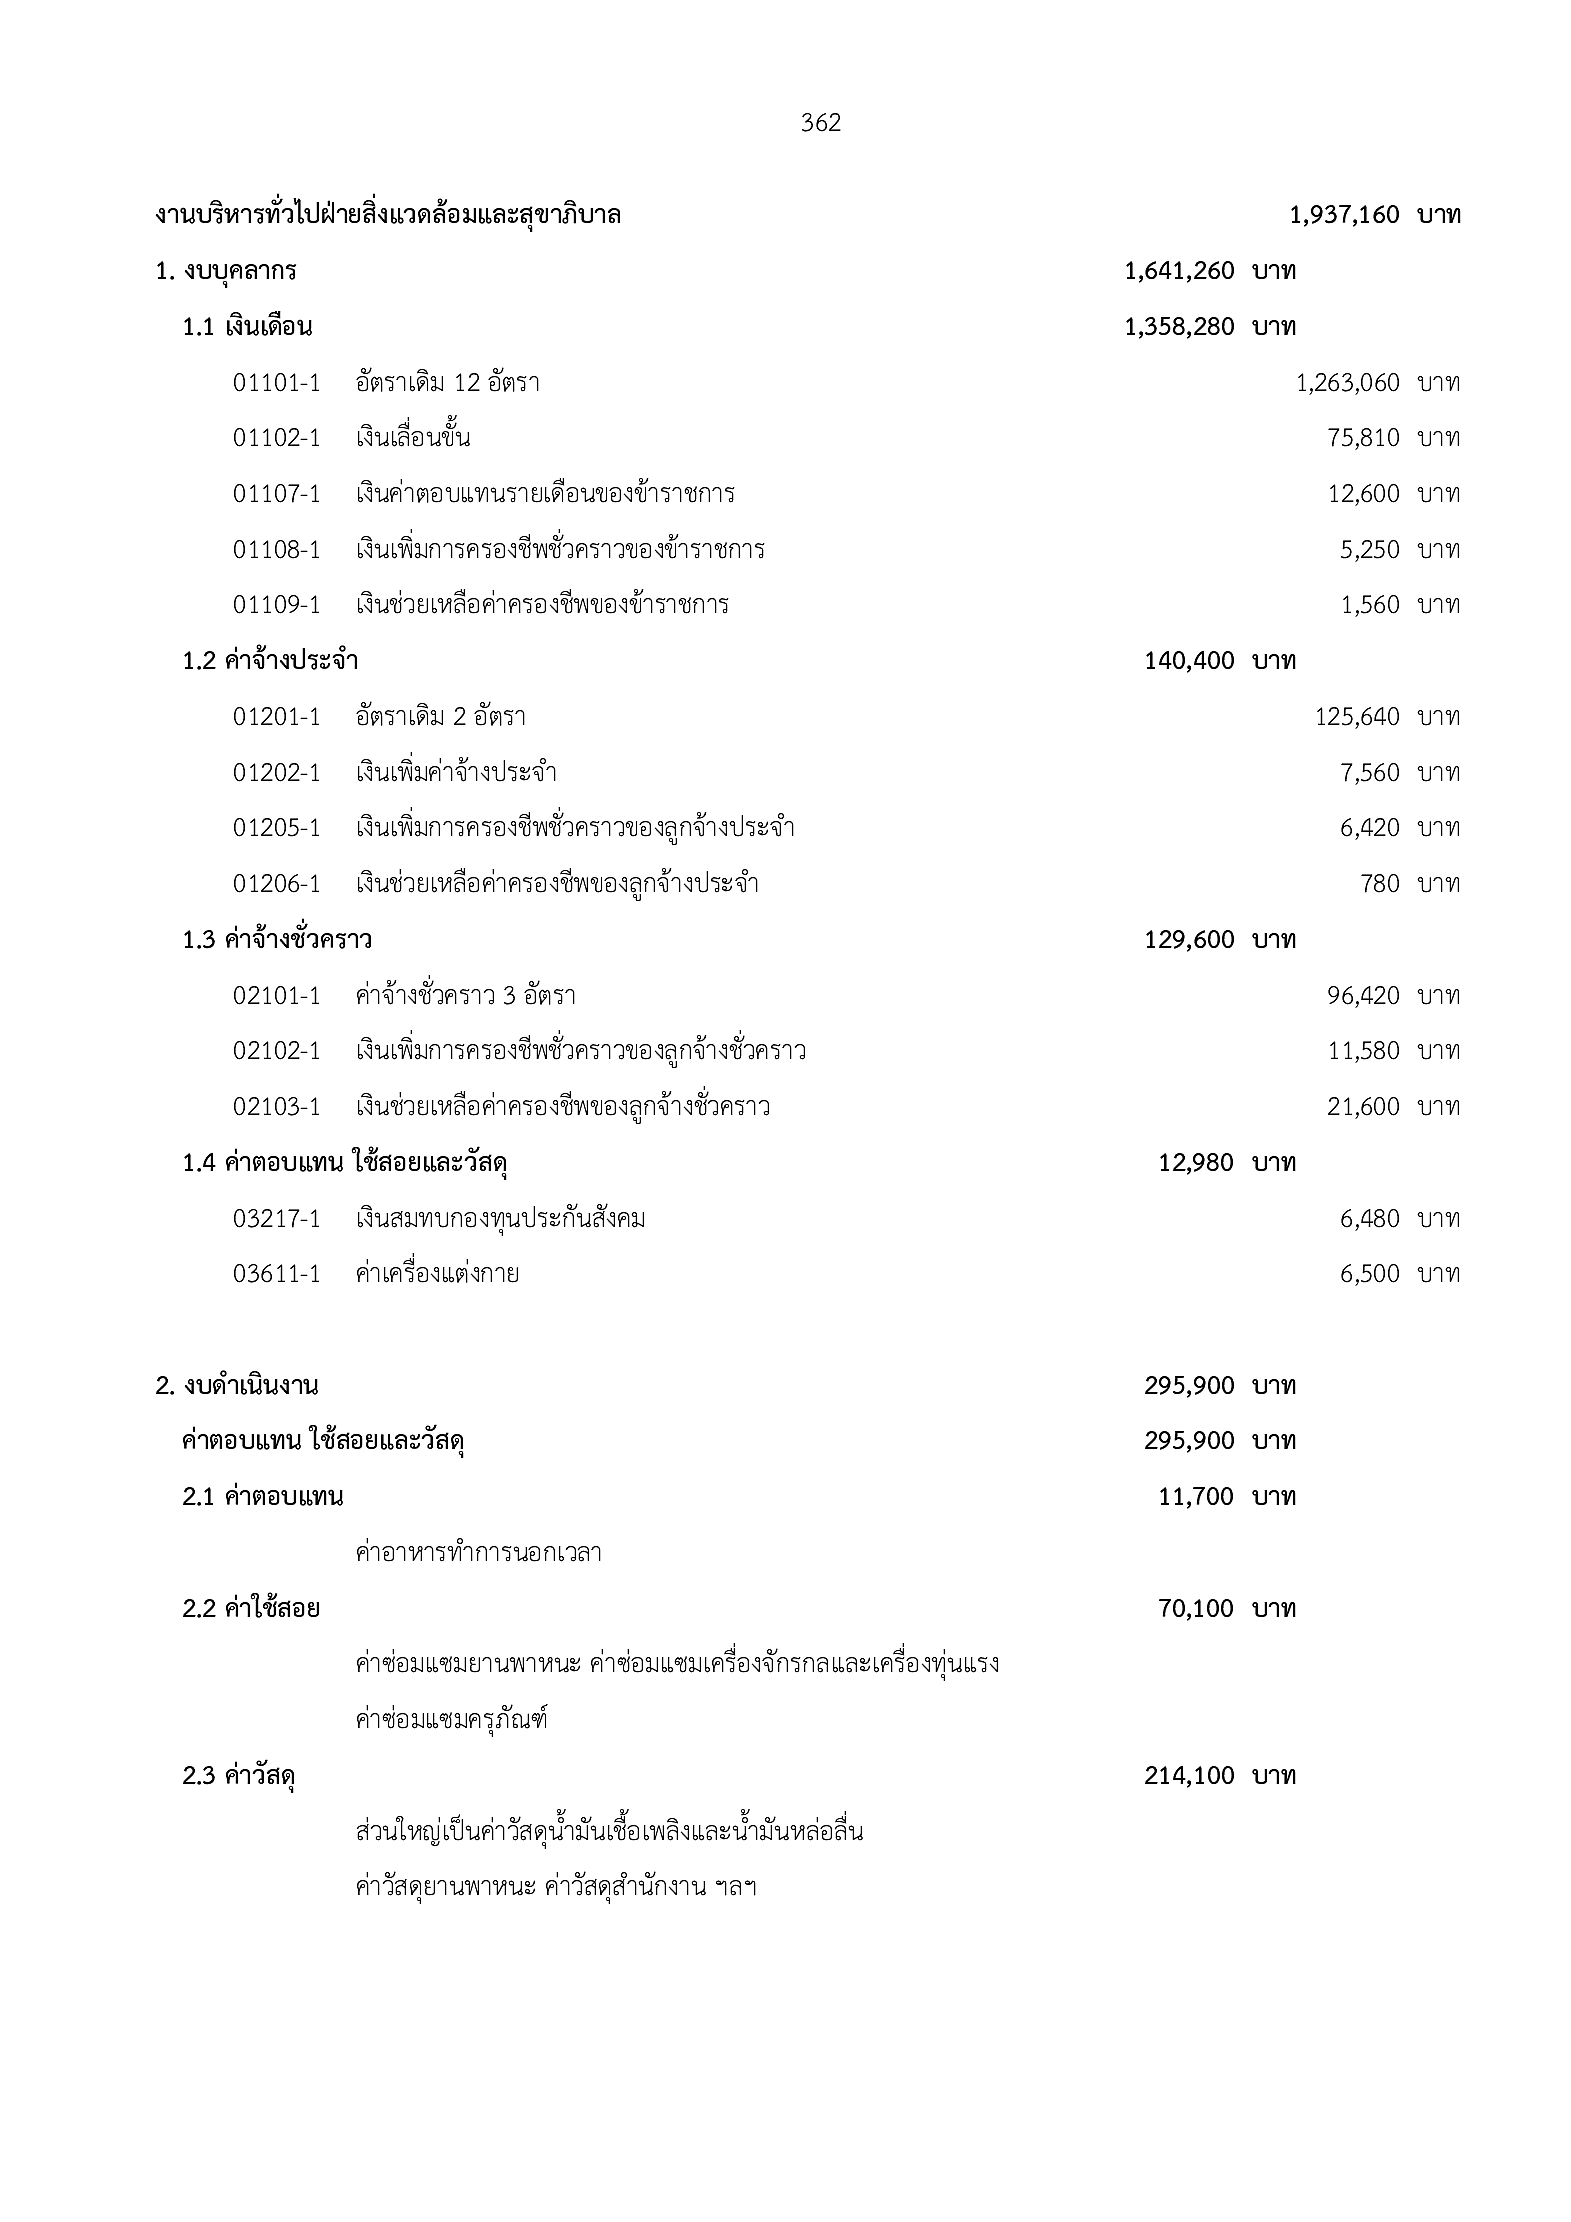 362
งานบริหารทั่วไปฝ่ายสิ่งแวดล้อมและสุขาภิบาล 1,937,160 บาท
1. งบบุคลากร 1,641,260 บาท
1.1 เงินเดือน 1,358,280 บาท
01101-1 อัตราเดิม 12 อัตรา 1,263,060 บาท
01102-1 เงินเลื่อนขั้น 75,810 บาท
01107-1 เงินค่าตอบแทนรายเดือนของข้าราชการ 12,600 บาท
01108-1 เงินเพิ่มการครองชีพชั่วคราวของข้าราชการ 5,250 บาท
01109-1 เงินช่วยเหลือค่าครองชีพของข้าราชการ 1,560 บาท
1.2 ค่าจ้างประจำ 140,400 บาท
01201-1 อัตราเดิม 2 อัตรา 125,640 บาท
01202-1 เงินเพิ่มค่าจ้างประจำ 7,560 บาท
01205-1 เงินเพิ่มการครองชีพชั่วคราวของลูกจ้างประจำ 6,420 บาท
01206-1 เงินช่วยเหลือค่าครองชีพของลูกจ้างประจำ 780 บาท
1.3 ค่าจ้างชั่วคราว 129,600 บาท
02101-1 ค่าจ้างชั่วคราว 3 อัตรา 96,420 บาท
02102-1 เงินเพิ่มการครองชีพชั่วคราวของลูกจ้างชั่วคราว 11,580 บาท
02103-1 เงินช่วยเหลือค่าครองชีพของลูกจ้างชั่วคราว 21,600 บาท
1.4 ค่าตอบแทน ใช้สอยและวัสดุ 12,980 บาท
03217-1 เงินสมทบกองทุนประกันสังคม 6,480 บาท
03611-1 ค่าเครื่องแต่งกาย 6,500 บาท
2. งบดำเนินงาน 295,900 บาท
ค่าตอบแทน ใช้สอยและวัสดุ 295,900 บาท
2.1 ค่าตอบแทน 11,700 บาท
ค่าอาหารทำการนอกเวลา
2.2 ค่าใช้สอย 70,100 บาท
ค่าซ่อมแซมยานพาหนะ ค่าซ่อมแซมเครื่องจักรกลและเครื่องทุ่นแรง
ค่าซ่อมแซมครุภัณฑ์
2.3 ค่าวัสดุ 214,100 บาท
ส่วนใหญ่เป็นค่าวัสดุน้ำมันเชื้อเพลิงและน้ำมันหล่อลื่น
ค่าวัสดุยานพาหนะ ค่าวัสดุสำนักงาน ฯลฯ